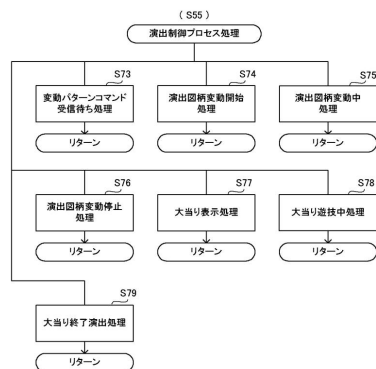 （S55）
演出制御プロセス処理
S73
変動パターンコマンド
受信待ち処理
リターン
S74
演出図柄変動開始
処理
リターン
S75
演出図柄変動中
処理
リターン
S76
演出図柄変動停止
処理
リターン
S77
大当り表示処理
リターン
S78
大当り遊技中処理
リターン
S79
大当り終了演出処理
リターン